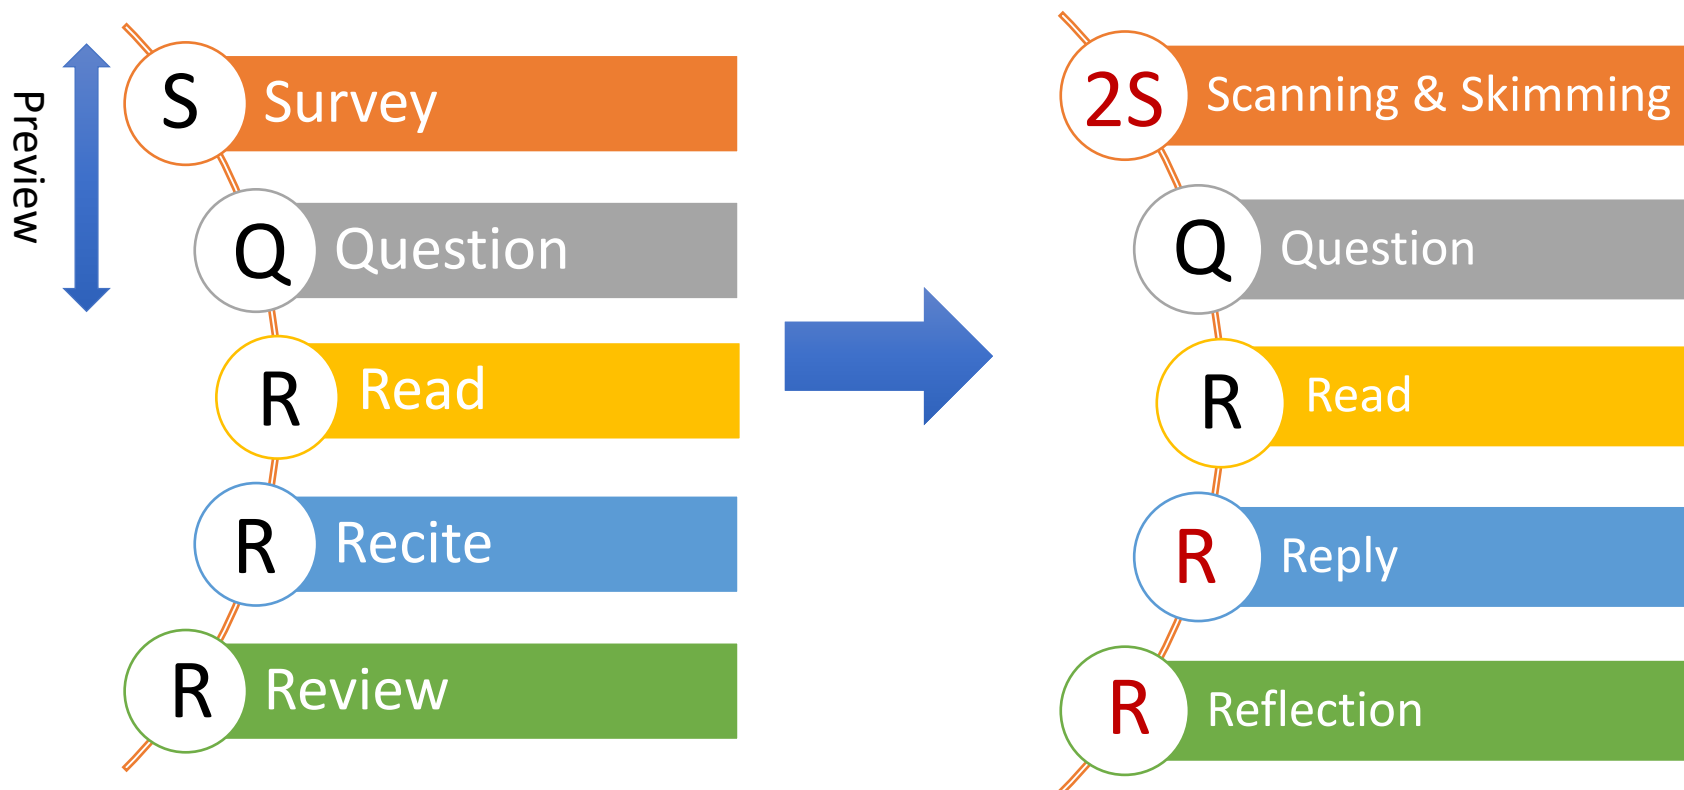 Preview
S Survey
Q Question
R Read
R Recite
R Review
2S Scanning & Skimming
Q Question
R Read
R Reply
R Reflection